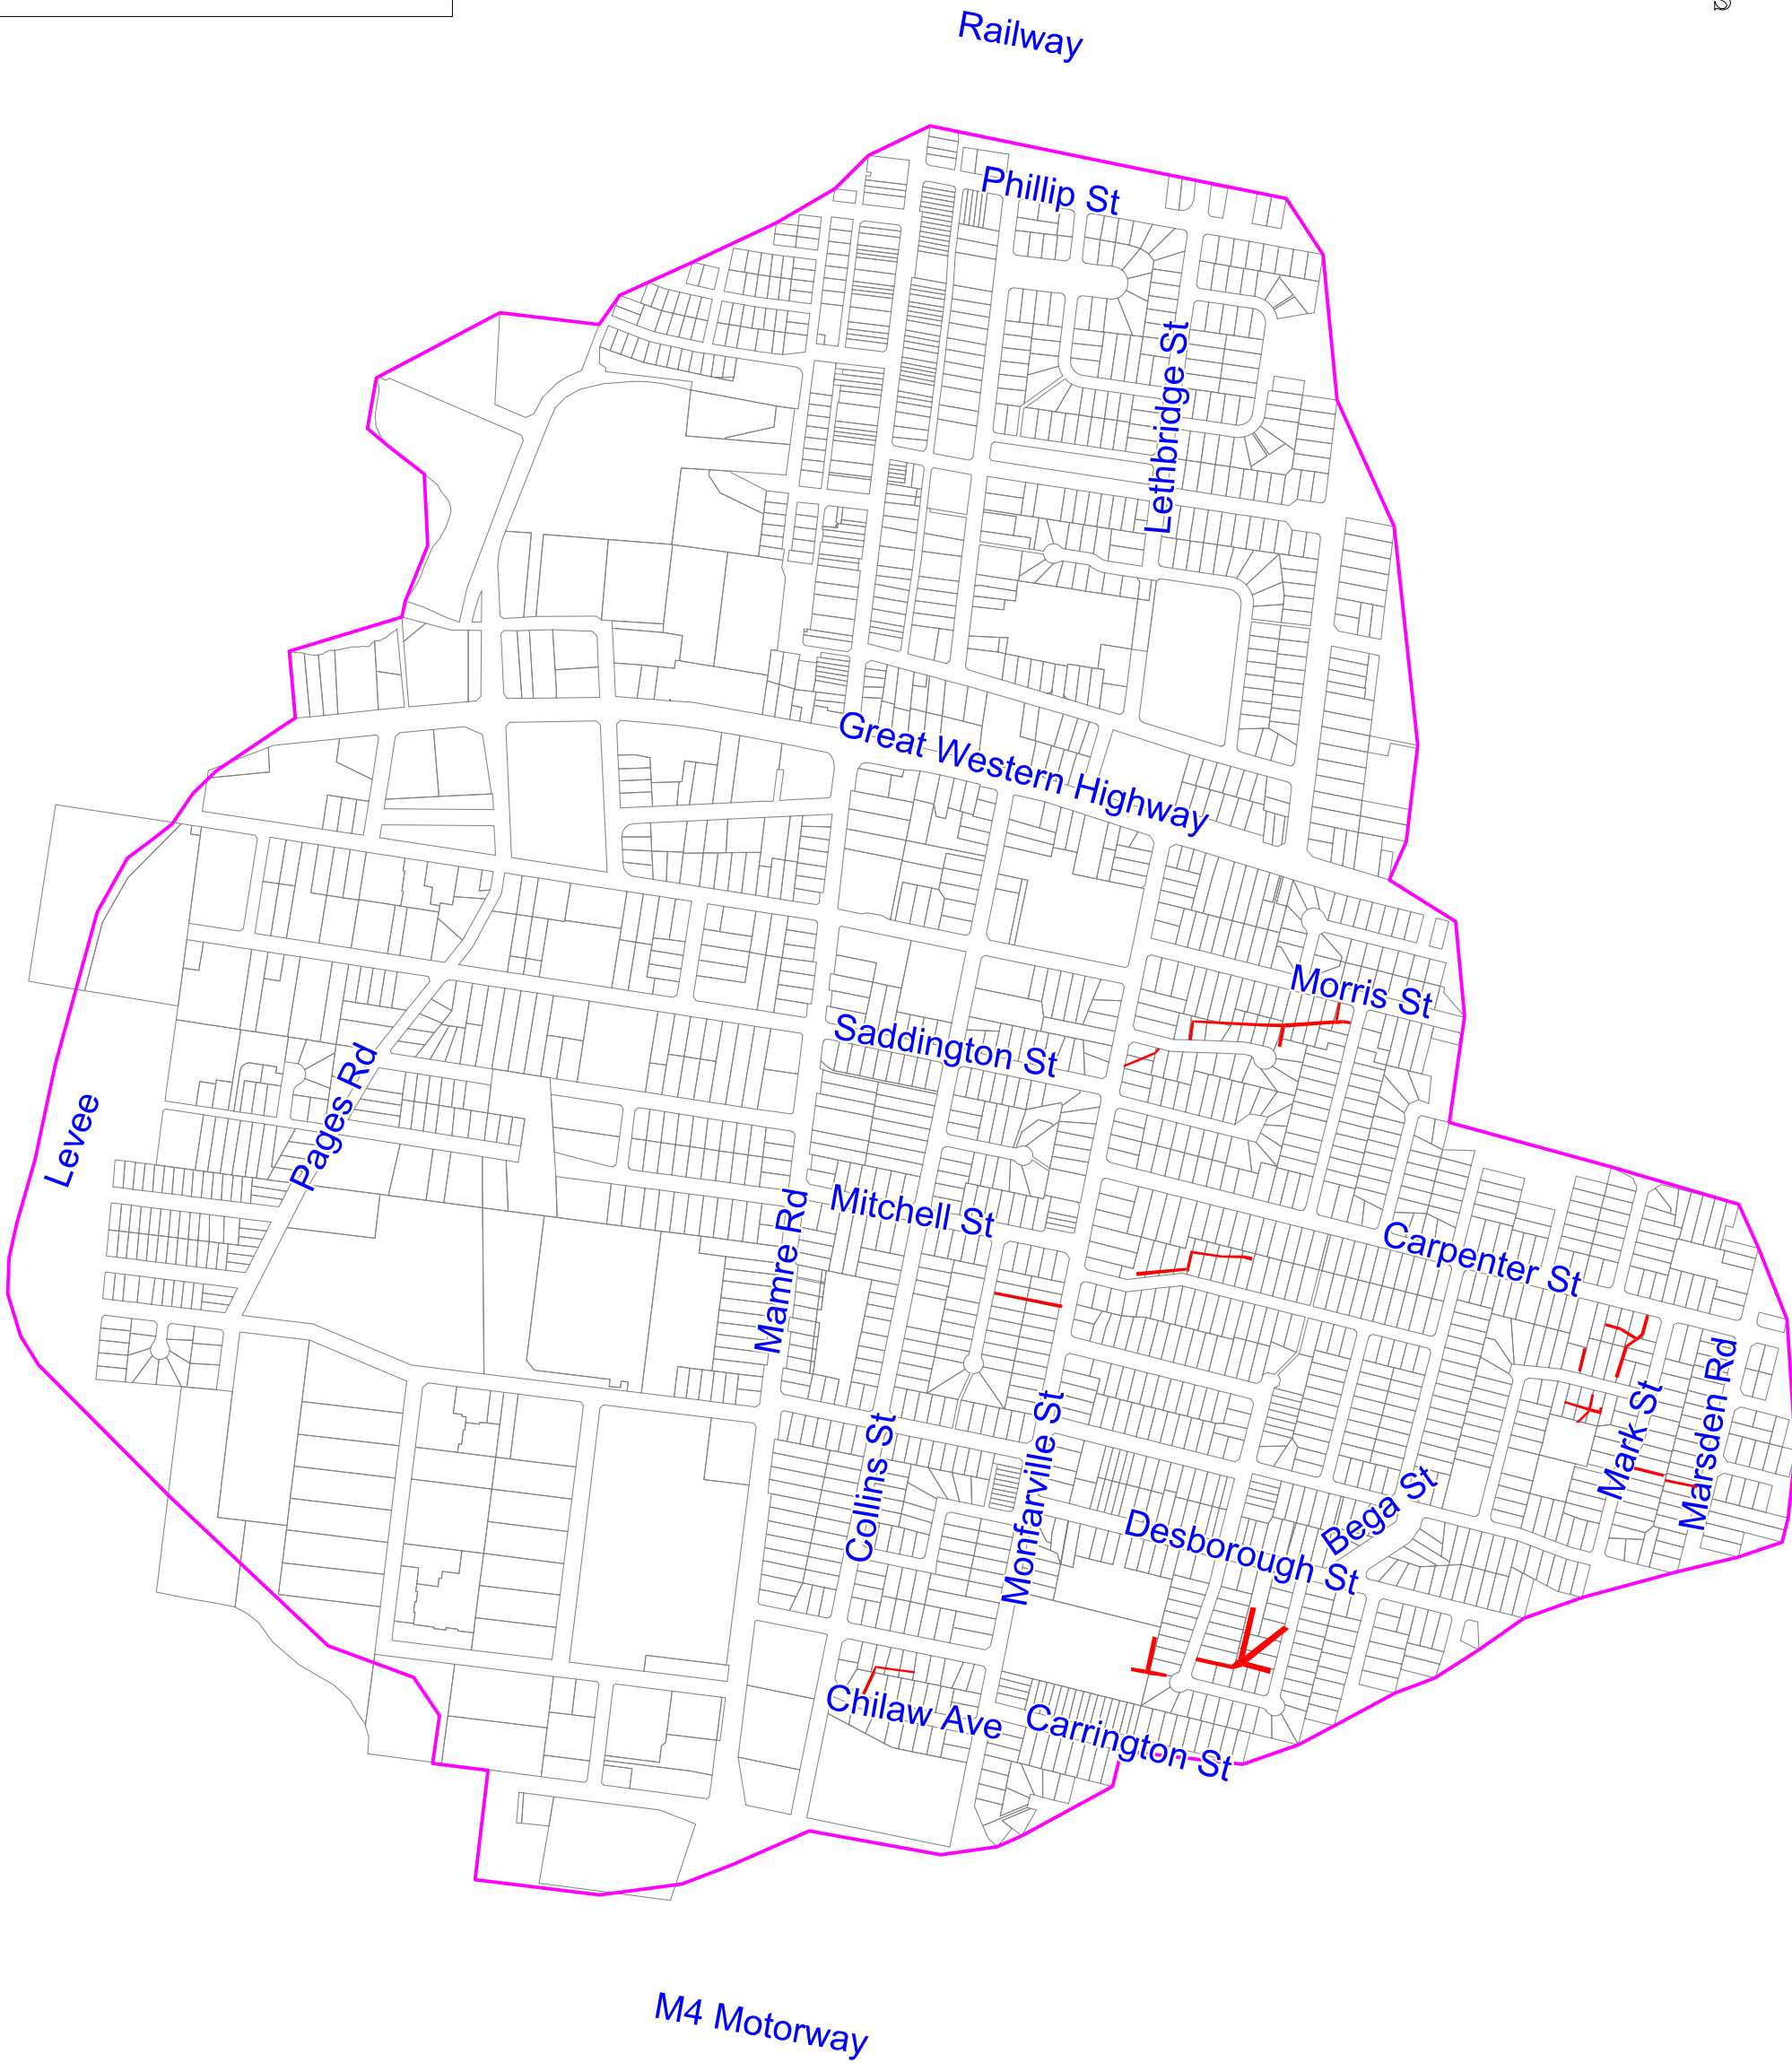 Railway
Phillip St
Lethbridge St
Great Western Highway
Morris St
Saddington St
Pages Rd
Levee
Mitchell St
Mamre Rd
Carpenter St
Mark St
Marsden Rd
Collins St
Monfarville St
Bega St
Desborough St
Chilaw Ave
Carrington St
M4 Motorway